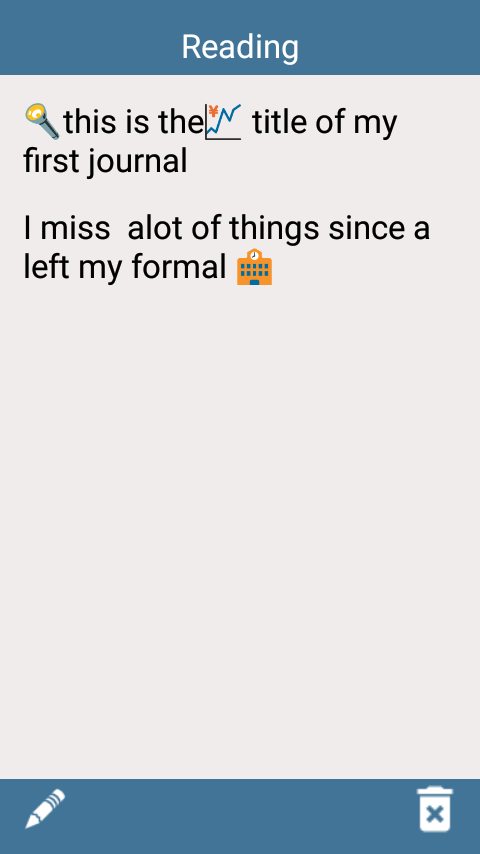 Reading
🔦this is the💹 title of my
first journal
I miss  alot of things since a
left my formal 🏫